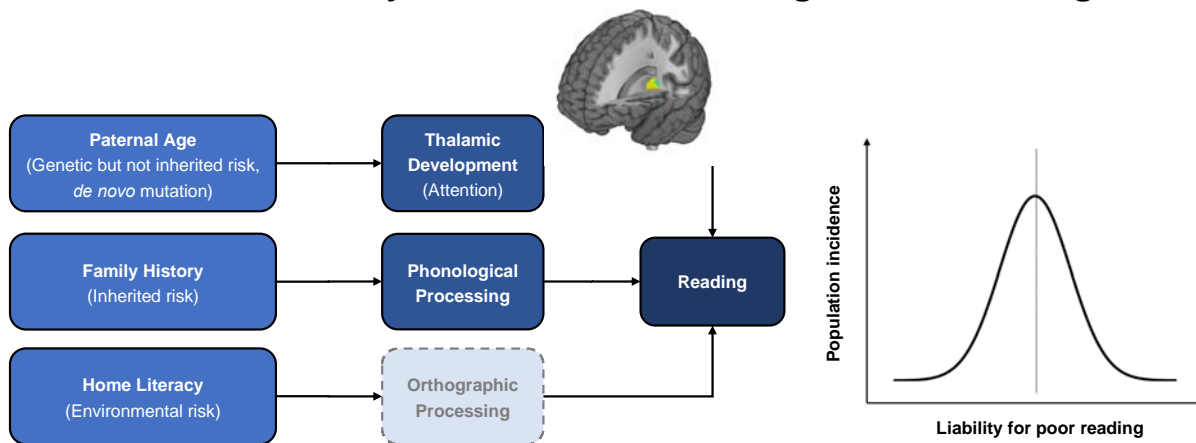 Paternal Age
(Genetic but not inherited risk,
de novo mutation)
Thalamic
Development
(Attention)
Family History
(Inherited risk)
Phonological
Processing
Reading
Home Literacy
(Environmental risk)
Orthographic
Processing
Population incidence
Liability for poor reading